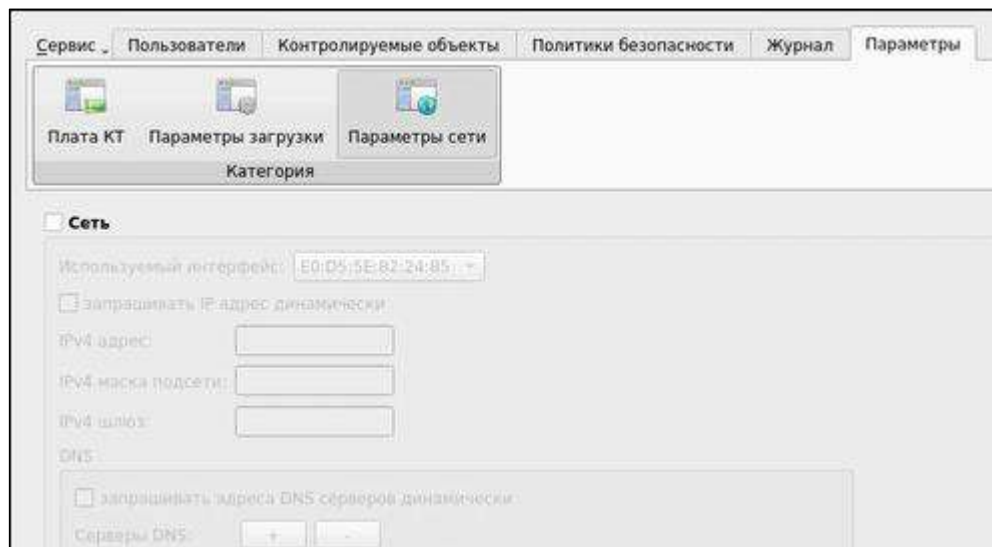 Сервис Пользователи Контролируемые объекты Политики безопасности Журнал Параметры
Плата КТ Параметры загрузки Параметры сети
Категория
Сеть
Используемый интерфейс: E0:D5:5E:82:24:85
запрашивать IP адрес динамически
IPv4 адрес:
IPv4 маска подсети:
IPv4 шлюз:
DNS
запрашивать адреса DNS серверов динамически
Серверы DNS: + -